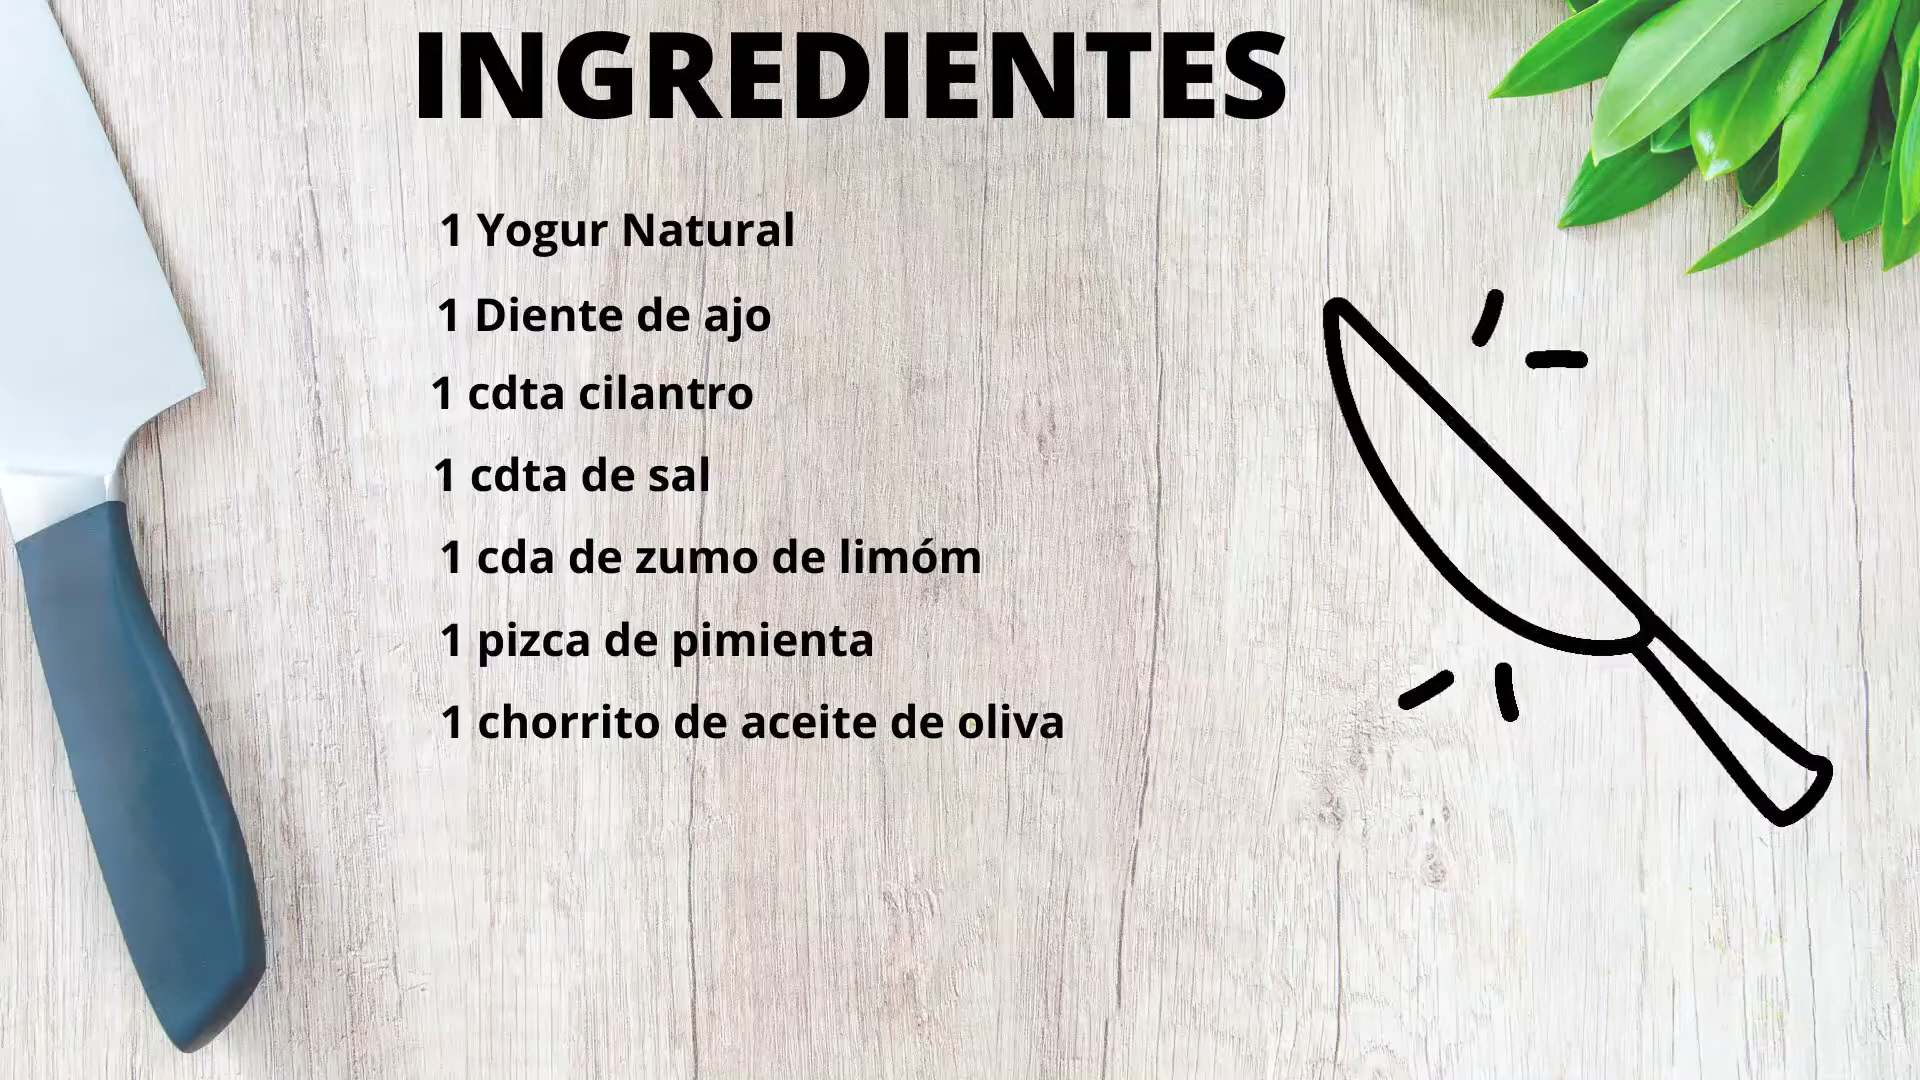 INGREDIENTES
1 Yogur Natural
1 Diente de ajo
1 cdta cilantro
1 cdta de sal
1 cda de zumo de limóm
1 pizca de pimienta
1 chorrito de aceite de oliva